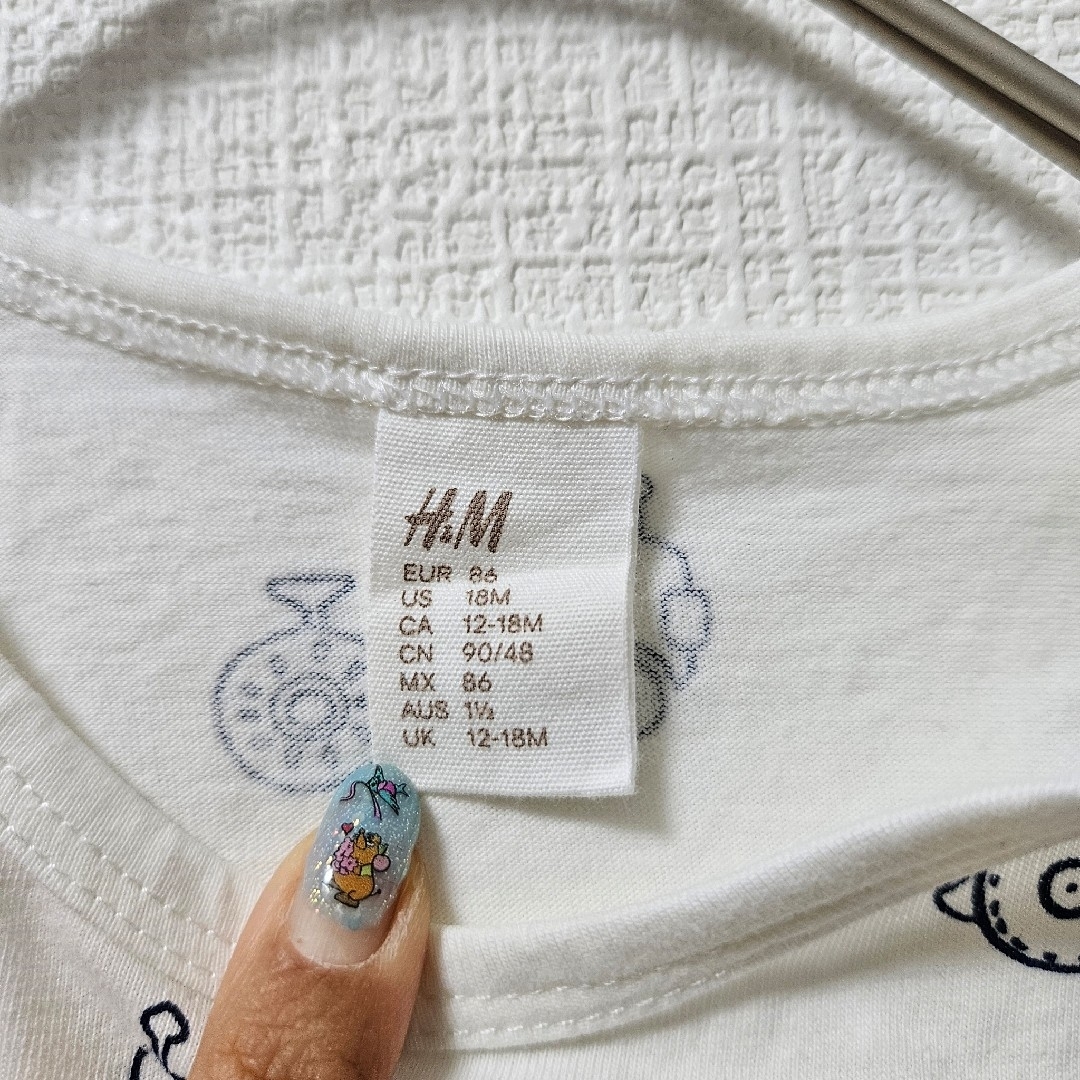 H&M
EUR 86
US 18M
CA 12-18M
CN 90/48
MX 86
AUS 1½
UK 12-18M